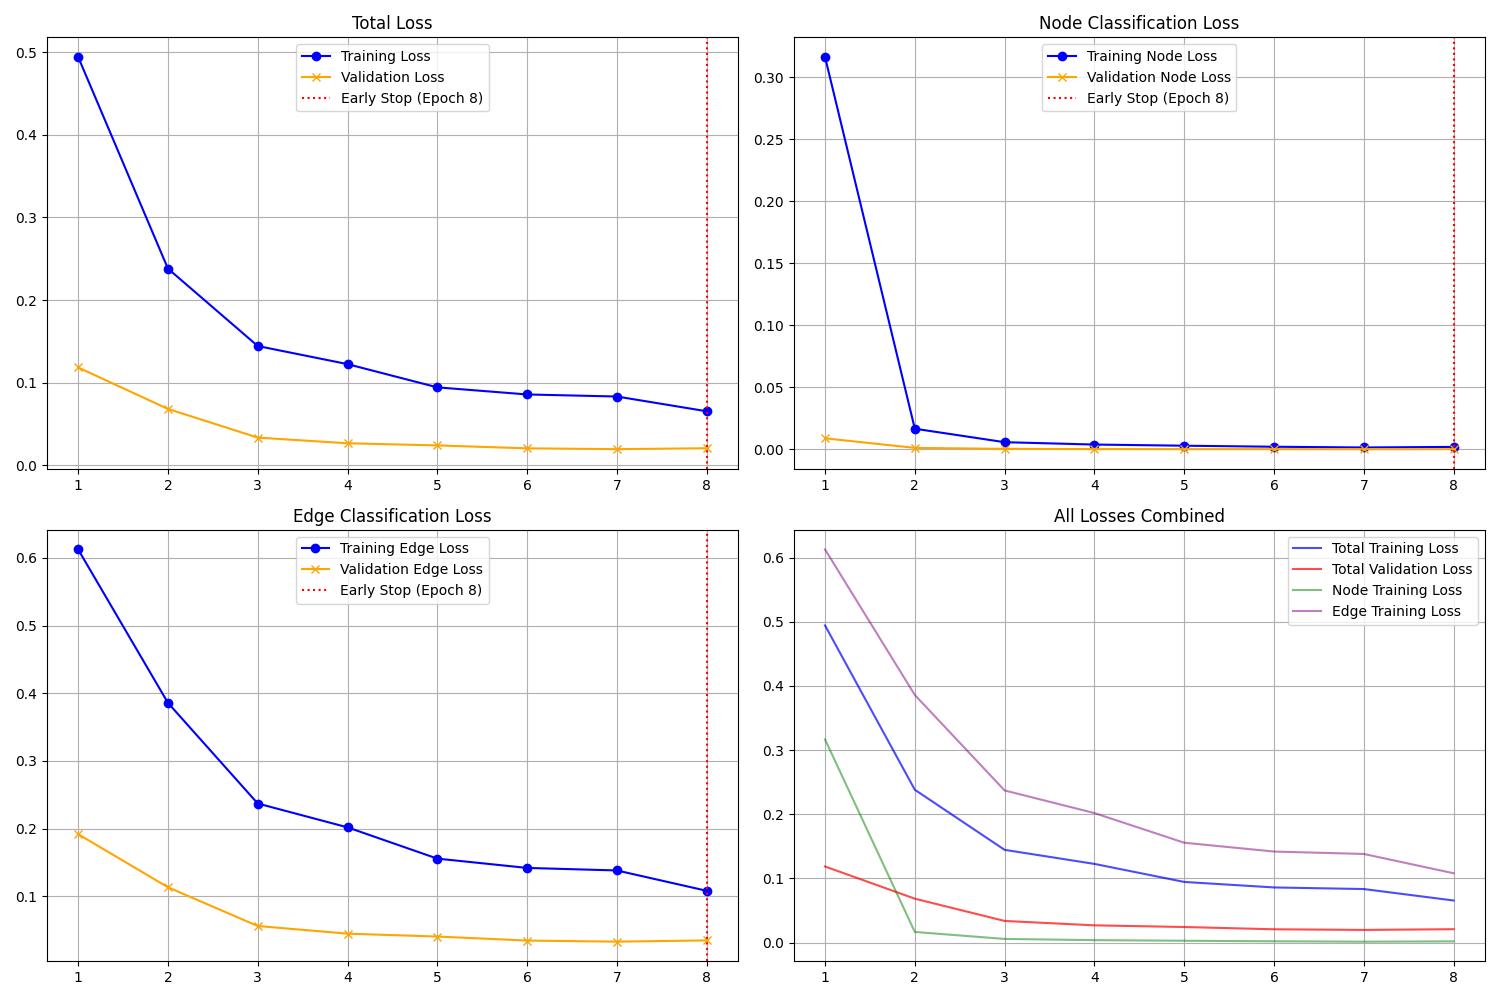 Total Loss
0.5
0.4
0.3
0.2
0.1
0.0
Training Loss
Validation Loss
Early Stop (Epoch 8)
1 2 3 4 5 6 7 8
Node Classification Loss
0.30
0.25
0.20
0.15
0.10
0.05
0.00
Training Node Loss
Validation Node Loss
Early Stop (Epoch 8)
1 2 3 4 5 6 7 8
Edge Classification Loss
0.6
0.5
0.4
0.3
0.2
0.1
Training Edge Loss
Validation Edge Loss
Early Stop (Epoch 8)
1 2 3 4 5 6 7 8
All Losses Combined
0.6
0.5
0.4
0.3
0.2
0.1
0.0
Total Training Loss
Total Validation Loss
Node Training Loss
Edge Training Loss
1 2 3 4 5 6 7 8